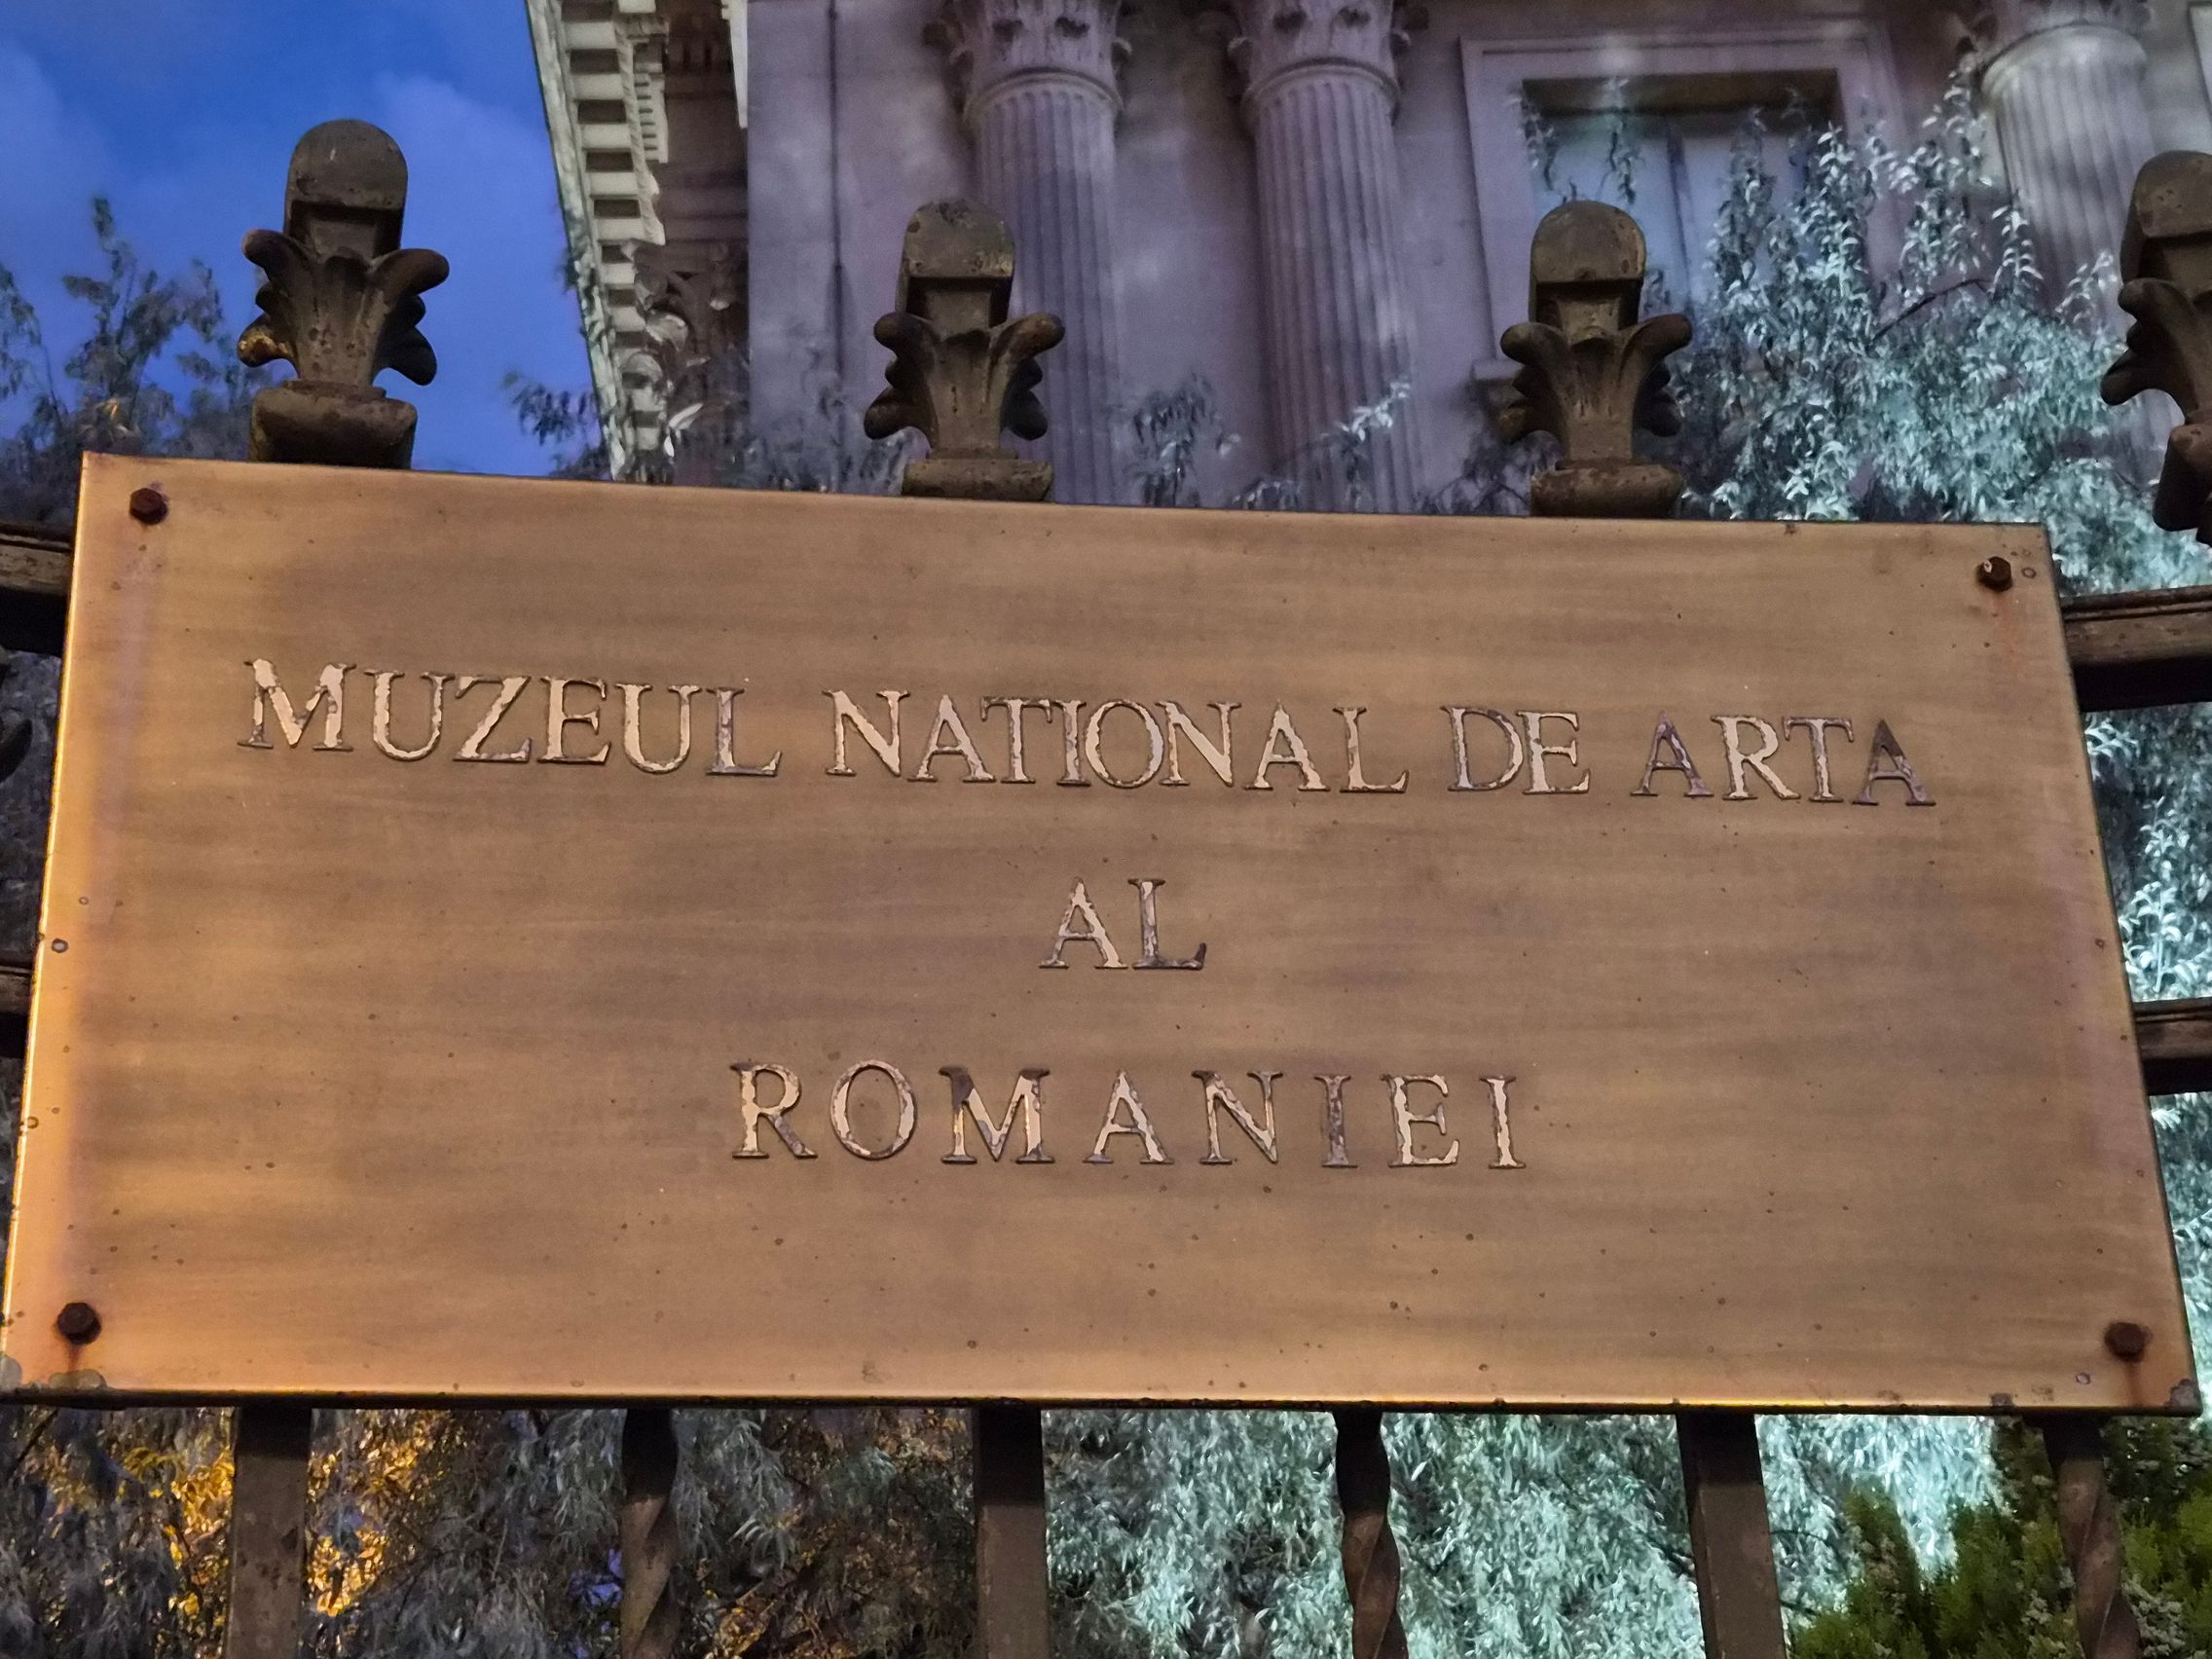 MUZEUL NATIONAL DE ARTA
AL
ROMANIEI